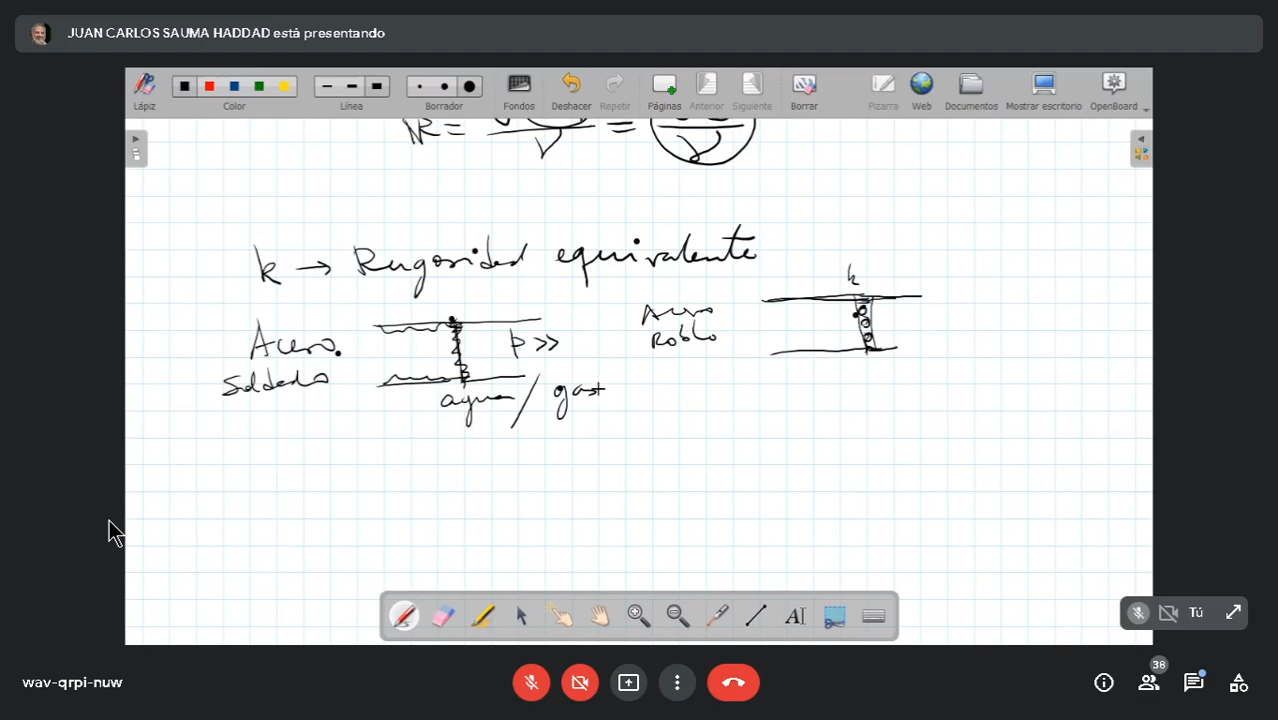 JUAN CARLOS SAUMA HADDAD está presentando
Lápiz
Color
Línea
Borrador
Fondos
Deshacer
Repetir
Páginas
Anterior
Siguiente
Borrar
Pizarra
Web
Documentos
Mostrar escritorio
OpenBoard
k → Rugosidad equivalente
k
Acero
Soldado
p >>
Acero
Roblo
agua / gast
Tú
wav-qrpi-nuw
38